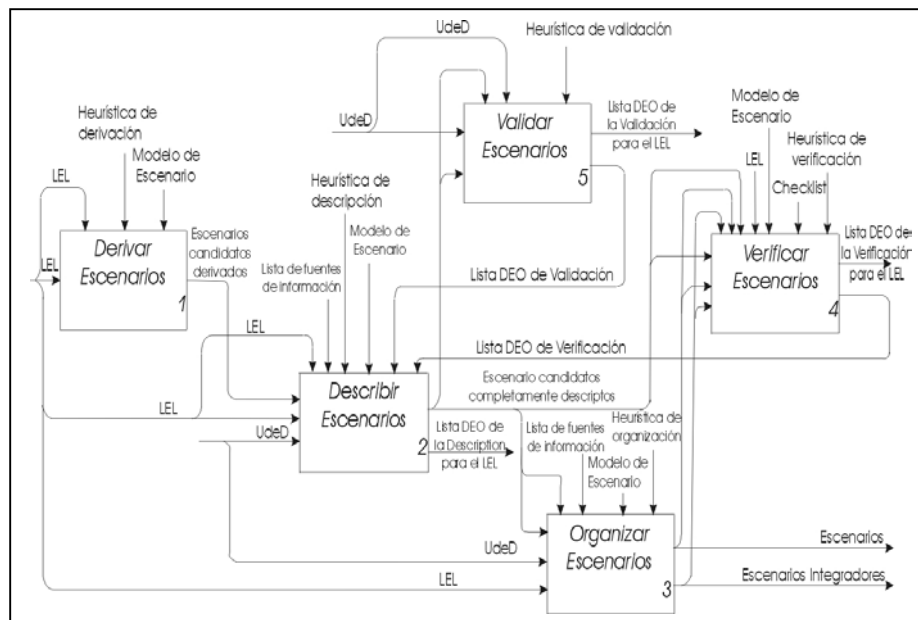 UdeD
Heurística de validación
Heurística de
derivación
Modelo de
Escenario
LEL
LEL
Derivar
Escenarios
1
Escenarios
candidatos
derivados
UdeD
Validar
Escenarios
5
Lista DEO de
la Validación
para el LEL
Modelo de
Escenario
LEL
Heurística de
verificación
Checklist
Verificar
Escenarios
4
Lista DEO de
la Verificación
para el LEL
Heurística de
descripción
Modelo de
Escenario
Lista de fuentes
de información
Lista DEO de Validación
LEL
Lista DEO de Verificación
LEL
UdeD
Describir
Escenarios
2
Escenario candidatos
completamente descriptos
Lista DEO de
la Description
para el LEL
Lista de fuentes
de información
Heurística de
organización
Modelo de
Escenario
UdeD
LEL
Organizar
Escenarios
3
Escenarios
Escenarios Integradores